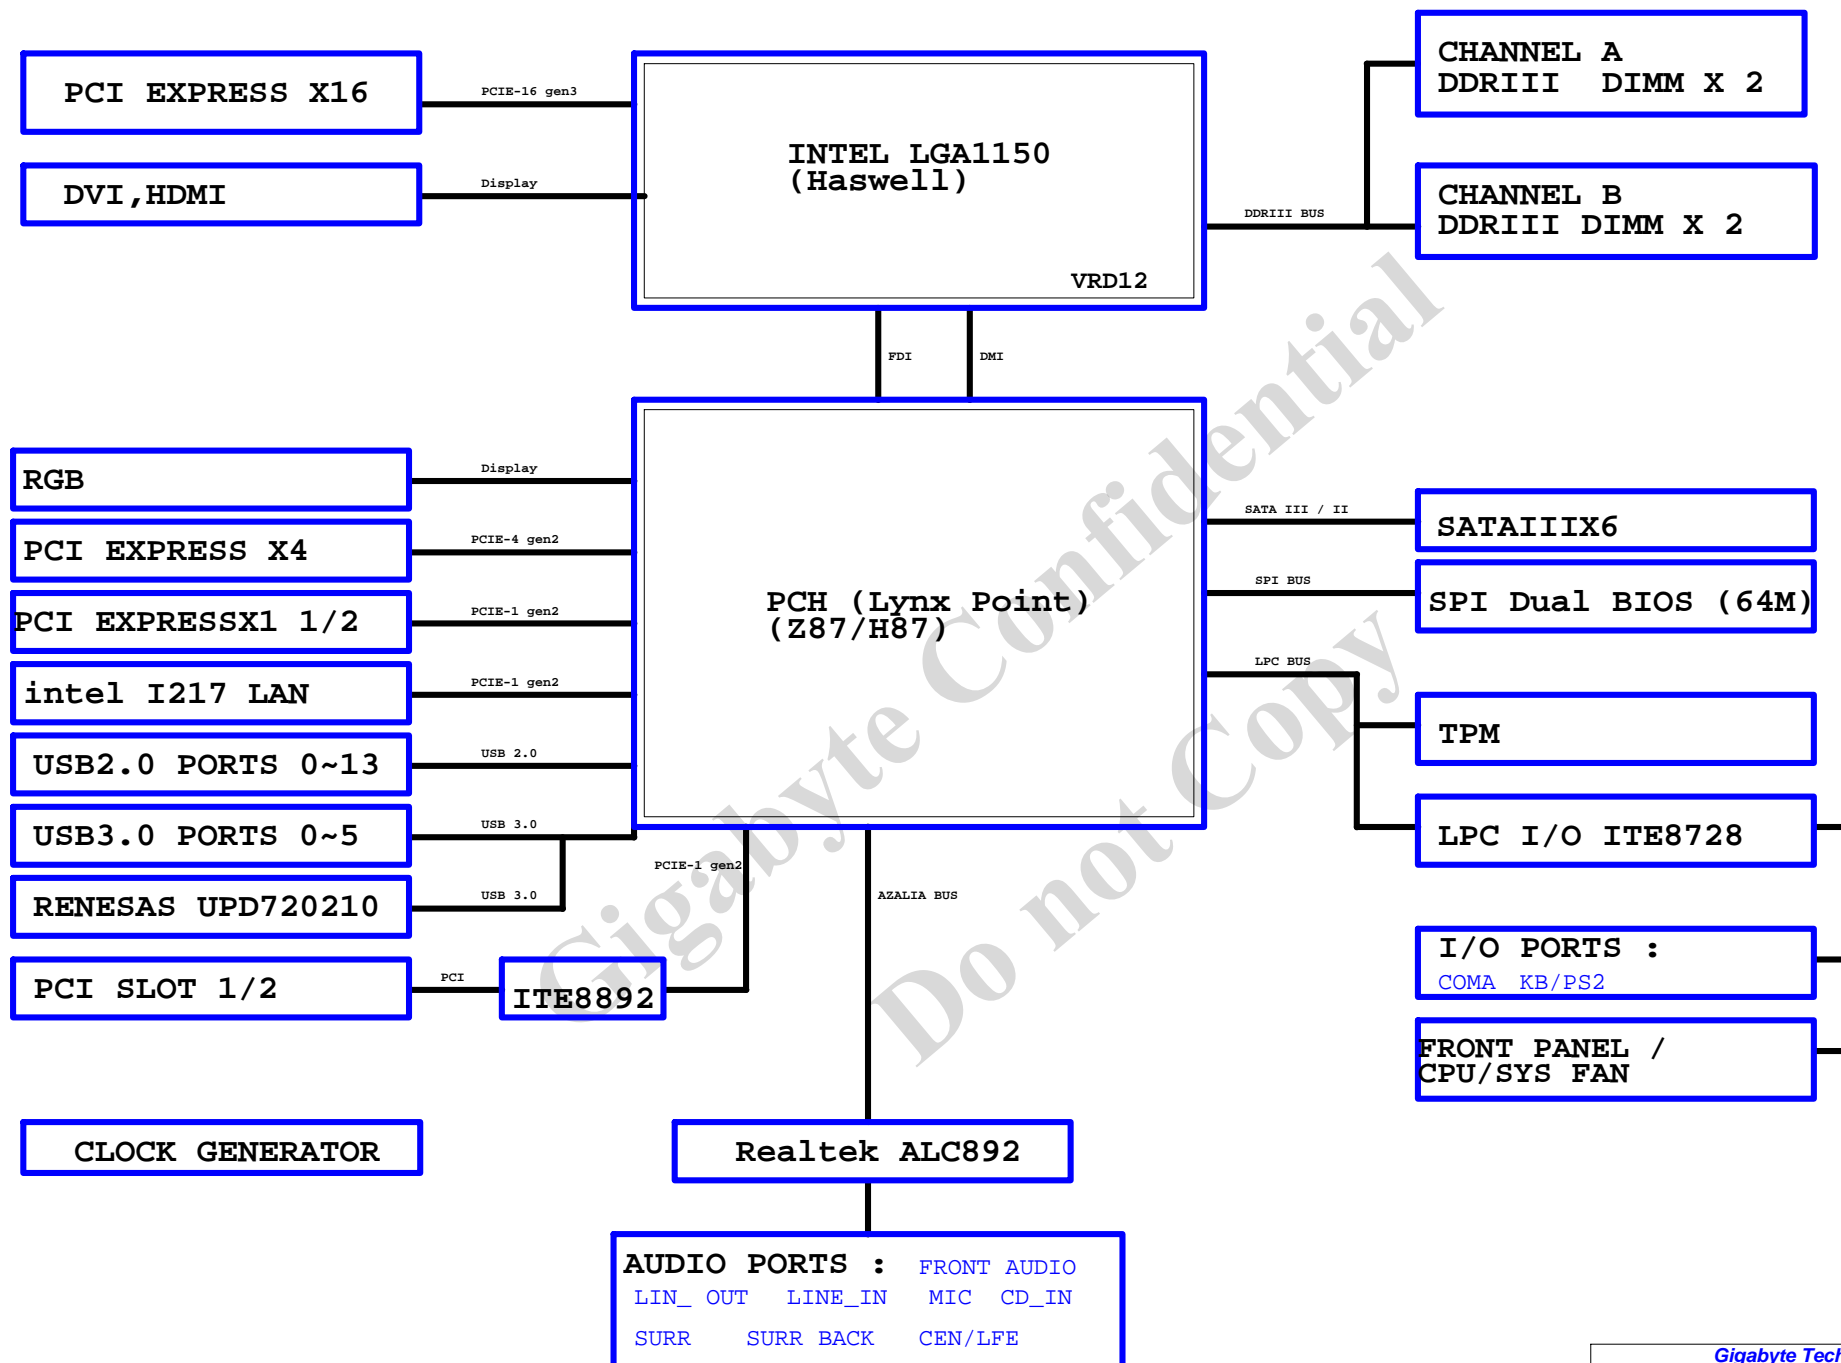 PCI EXPRESS X16
PCIE-16 gen3
DVI,HDMI
Display
INTEL LGA1150
(Haswell)
VRD12
DDRIII BUS
CHANNEL A
DDRIII DIMM X 2
CHANNEL B
DDRIII DIMM X 2
FDI
DMI
RGB
Display
PCI EXPRESS X4
PCIE-4 gen2
PCI EXPRESSX1 1/2
PCIE-1 gen2
intel I217 LAN
PCIE-1 gen2
USB2.0 PORTS 0~13
USB 2.0
USB3.0 PORTS 0~5
USB 3.0
RENESAS UPD720210
USB 3.0
PCI SLOT 1/2
PCI
ITE8892
PCIE-1 gen2
PCH (Lynx Point)
(Z87/H87)
AZALIA BUS
SATA III / II
SATAIIIX6
SPI BUS
SPI Dual BIOS (64M)
LPC BUS
TPM
LPC I/O ITE8728
I/O PORTS :
COMA KB/PS2
FRONT PANEL /
CPU/SYS FAN
CLOCK GENERATOR
Realtek ALC892
AUDIO PORTS : FRONT AUDIO
LIN_ OUT LINE_IN MIC CD_IN
SURR SURR BACK CEN/LFE
Gigabyte Confidential
Do not Copy
Gigabyte Tech